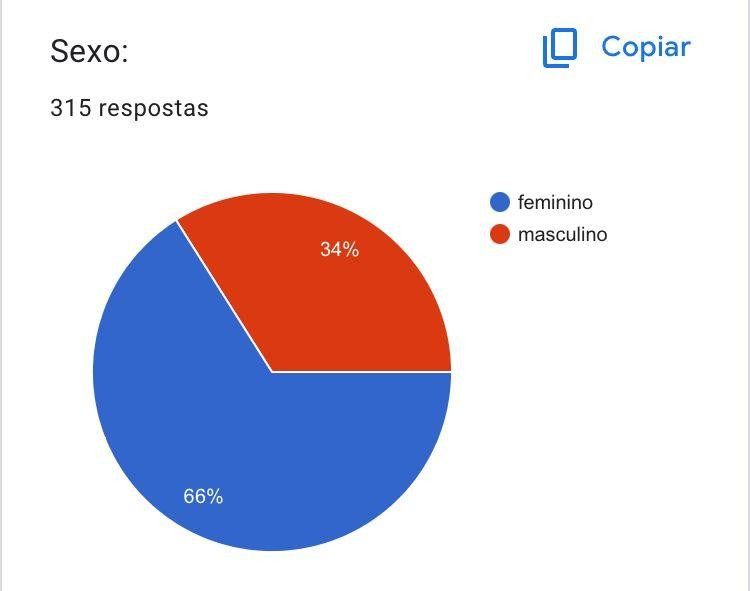 Sexo:
Copiar
315 respostas
feminino
masculino
34%
66%